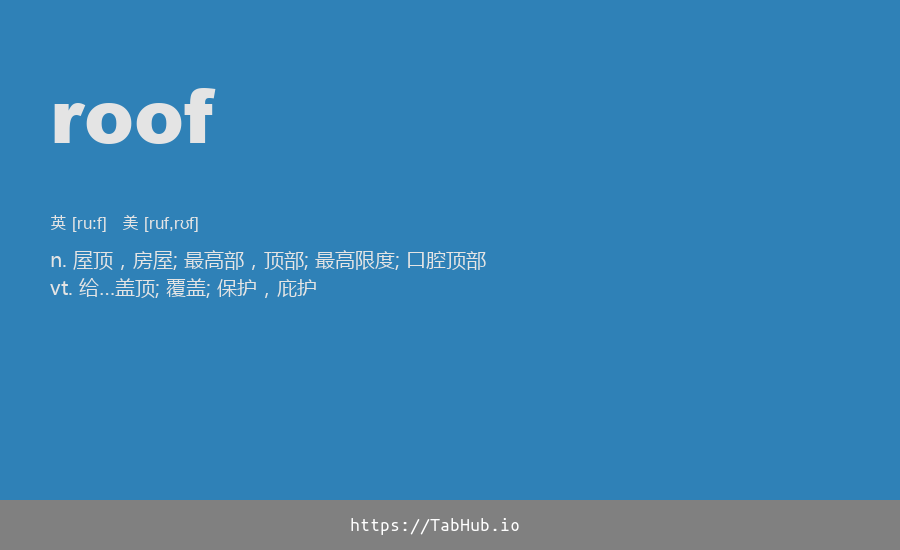 roof
英 [ruːf] 美 [ruf,rʊf]
n. 屋顶，房屋; 最高部，顶部; 最高限度; 口腔顶部
vt. 给…盖顶; 覆盖; 保护，庇护
https://TabHub.io